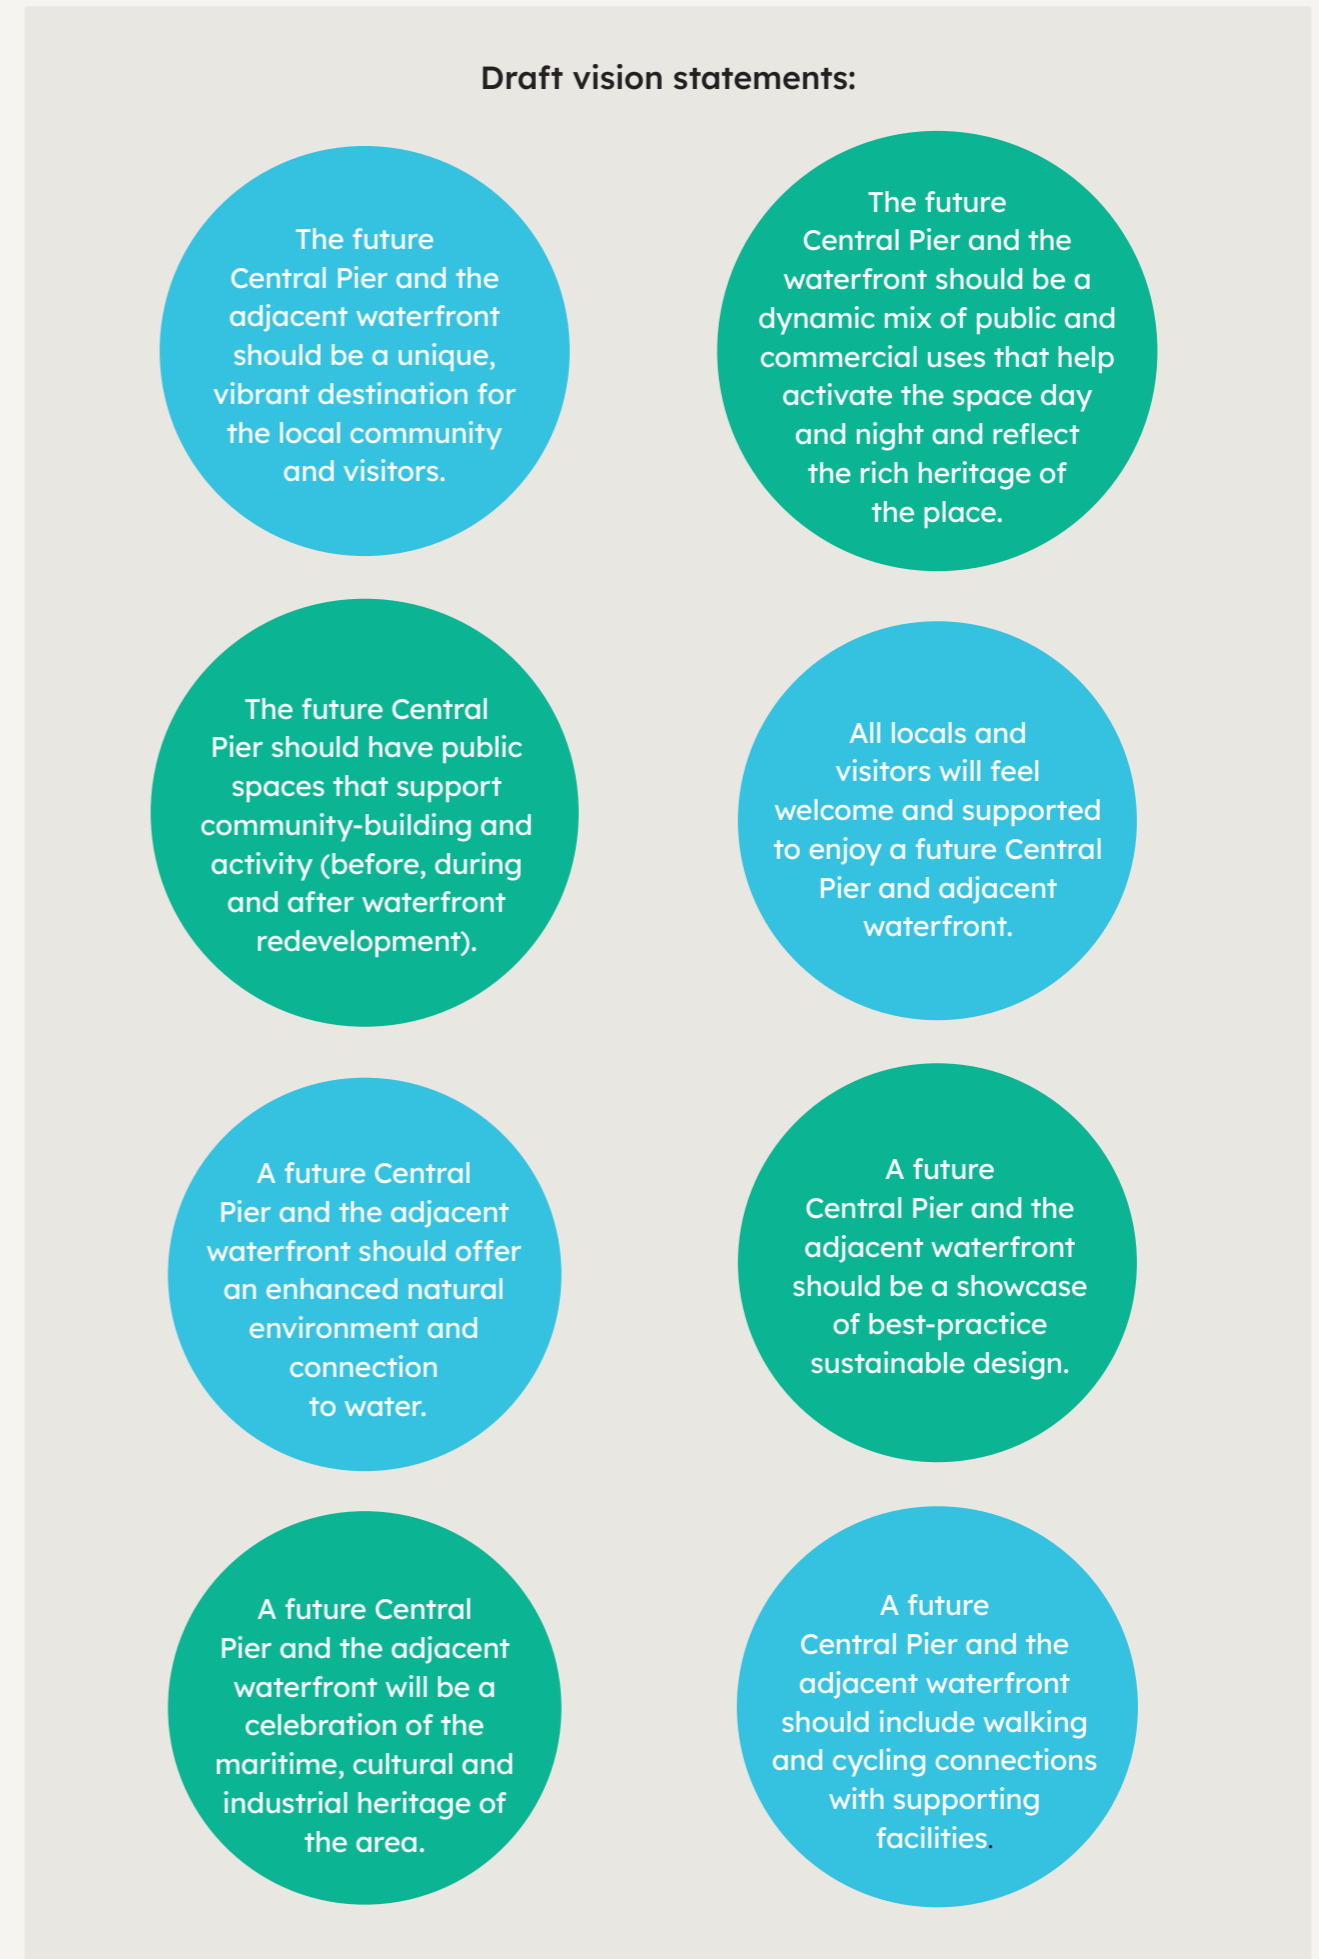 Draft vision statements:
The future
Central Pier and the
adjacent waterfront
should be a unique,
vibrant destination for
the local community
and visitors.
The future
Central Pier and the
waterfront should be a
dynamic mix of public and
commercial uses that help
activate the space day
and night and reflect
the rich heritage of
the place.
The future Central
Pier should have public
spaces that support
community-building and
activity (before, during
and after waterfront
redevelopment).
All locals and
visitors will feel
welcome and supported
to enjoy a future Central
Pier and adjacent
waterfront.
A future Central
Pier and the adjacent
waterfront should offer
an enhanced natural
environment and
connection
to water.
A future
Central Pier and the
adjacent waterfront
should be a showcase
of best-practice
sustainable design.
A future Central
Pier and the adjacent
waterfront will be a
celebration of the
maritime, cultural and
industrial heritage of
the area.
A future
Central Pier and the
adjacent waterfront
should include walking
and cycling connections
with supporting
facilities.